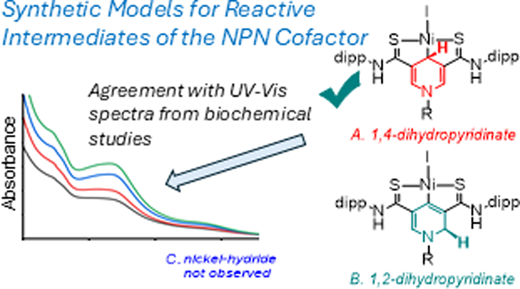 Synthetic Models for Reactive
Intermediates of the NPN Cofactor
Agreement with UV-Vis
spectra from biochemical
studies
Absorbance
C. nickel-hydride
not observed
I
S Ni S
H
dipp N H
N H dipp
N
R
A. 1,4-dihydropyridinate
I
S Ni S
dipp N H
N H dipp
N H
R
B. 1,2-dihydropyridinate